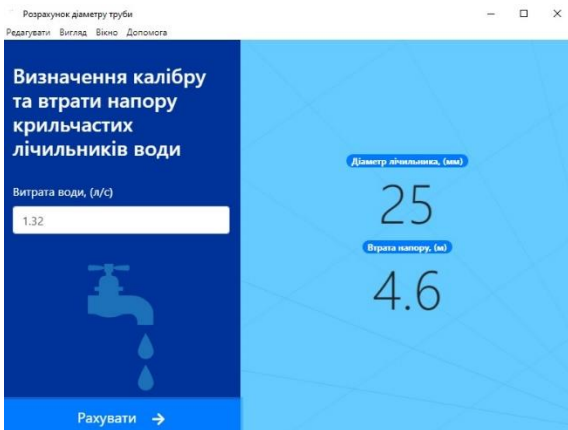 Розрахунок діаметру труби
Редагувати Вигляд Вікно Допомога
Визначення калібру
та втрати напору
крильчастих
лічильників води
Витрата води, (л/с)
1.32
Рахувати
Діаметр лічильника, (мм)
25
Втрата напору, (м)
4.6